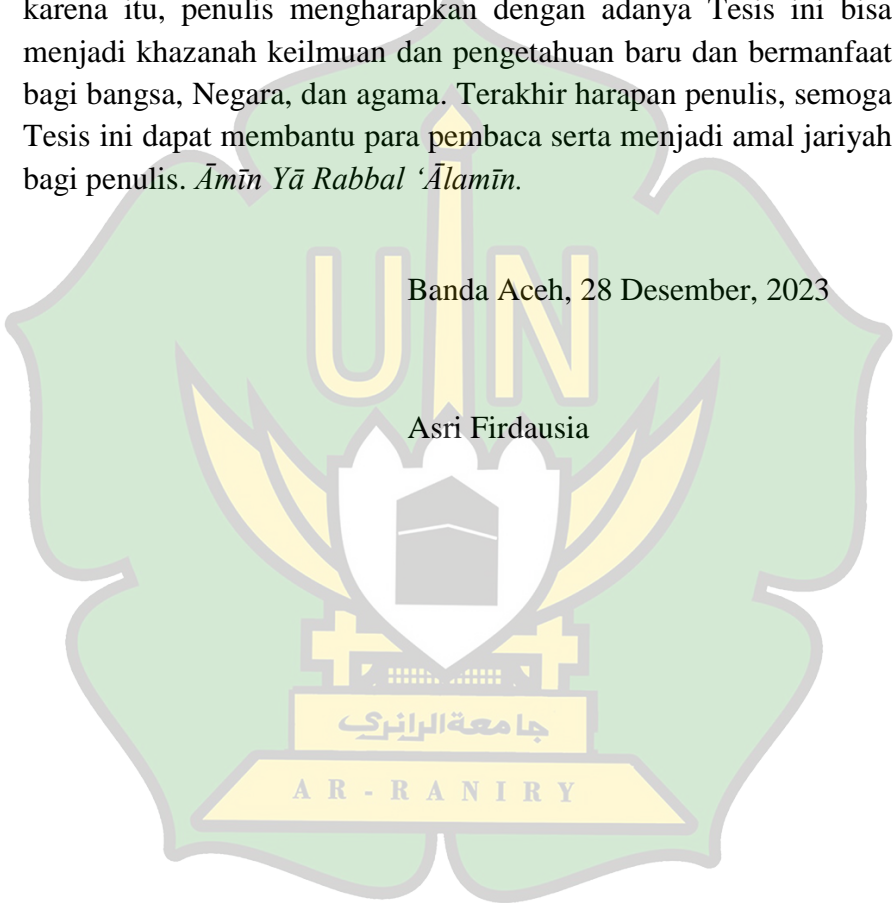 karena itu, penulis mengharapkan dengan adanya Tesis ini bisa
menjadi khazanah keilmuan dan pengetahuan baru dan bermanfaat
bagi bangsa, Negara, dan agama. Terakhir harapan penulis, semoga
Tesis ini dapat membantu para pembaca serta menjadi amal jariyah
bagi penulis. Āmīn Yā Rabbal ‘Ālamīn.
Banda Aceh, 28 Desember, 2023
UIN
Asri Firdausia
جامعةالرانري
AR-RANIRY